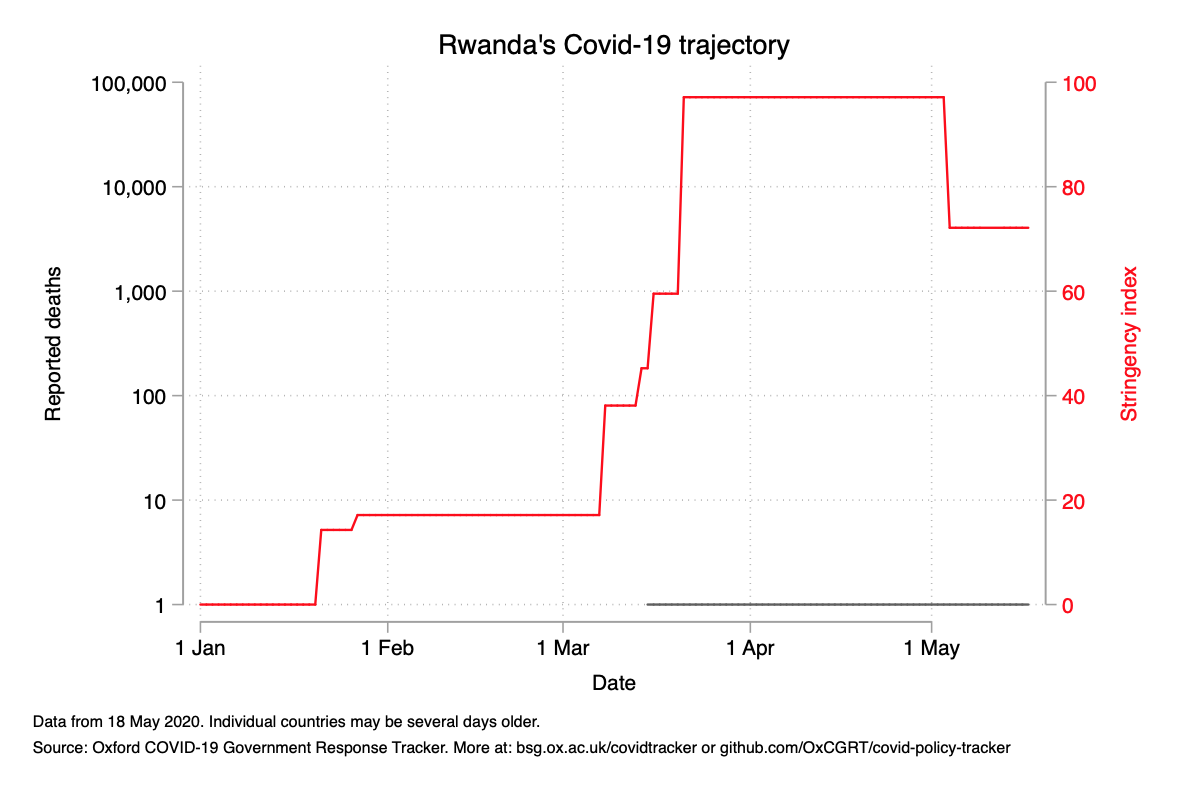 Rwanda's Covid-19 trajectory
100,000
10,000
1,000
100
10
1
Reported deaths
100
80
60
40
20
0
Stringency index
1 Jan
1 Feb
1 Mar
1 Apr
1 May
Date
Data from 18 May 2020. Individual countries may be several days older.
Source: Oxford COVID-19 Government Response Tracker. More at: bsg.ox.ac.uk/covidtracker or github.com/OxCGRT/covid-policy-tracker